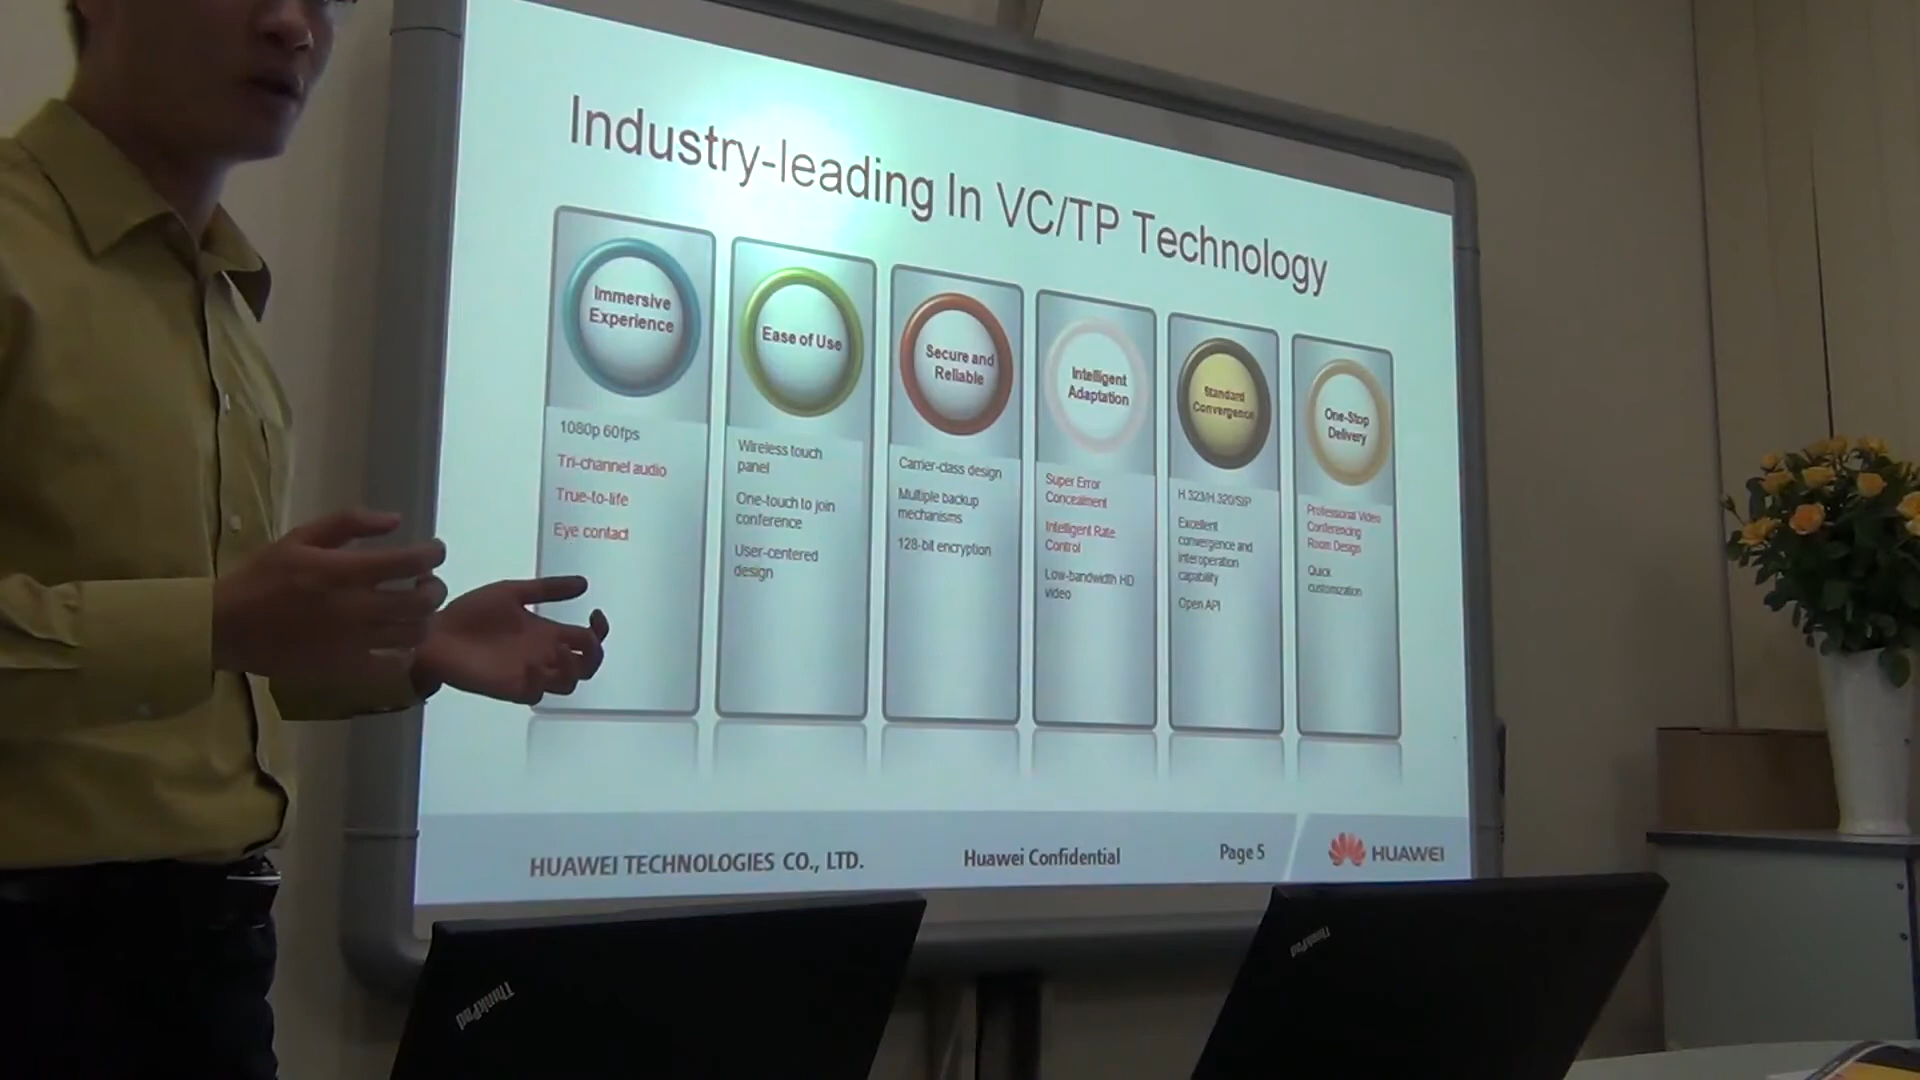 Industry-leading In VC/TP Technology
Immersive
Experience
1080p 60fps
Tri-channel audio
True-to-life
Eye contact
Ease of Use
Wireless touch
panel
One-touch to join
conference
User-centered
design
Secure and
Reliable
Carrier-class design
Multiple backup
mechanisms
128-bit encryption
Intelligent
Adaptation
Super Error
Concealment
Intelligent Rate
Control
Low-bandwidth HD
video
Standard
Convergence
H.323/H.320/SIP
Excellent
convergence and
interoperation
capability
Open API
One-Stop
Delivery
Professional Video
Conferencing
Room Design
Quick
customization
HUAWEI TECHNOLOGIES CO., LTD.
Huawei Confidential
Page 5
HUAWEI
ThinkPad
ThinkPad